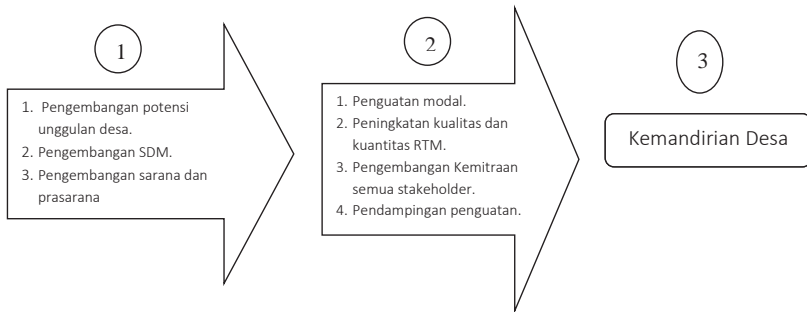 1
1. Pengembangan potensi
unggulan desa.
2. Pengembangan SDM.
3. Pengembangan sarana dan
prasarana
2
1. Penguatan modal.
2. Peningkatan kualitas dan
kuantitas RTM.
3. Pengembangan Kemitraan
semua stakeholder.
4. Pendampingan penguatan.
3
Kemandirian Desa